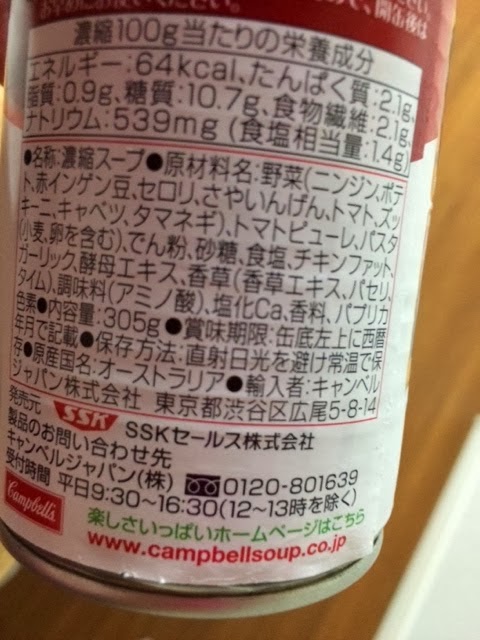 濃縮100g当たりの栄養成分
エネルギー:64kcal、たんぱく質:2.1g、
脂質:0.9g、糖質:10.7g、食物繊維:2.1g、
ナトリウム:539mg(食塩相当量:1.4g)
●名称:濃縮スープ●原材料名:野菜(ニンジン、ポテ
ト、赤インゲン豆、セロリ、さやいんげん、トマト、ズッ
キーニ、キャベツ、タマネギ)、トマトピューレ、パスタ
(小麦、卵を含む)、でん粉、砂糖、食塩、チキンファット、
ガーリック、酵母エキス、香草(香草エキス、パセリ、
タイム)、調味料(アミノ酸)、塩化Ca、香料、パプリカ
色素●内容量:305g●賞味期限:缶底左上に西暦
年月で記載●保存方法:直射日光を避け常温で保
存●原産国名:オーストラリア●輸入者:キャンベル
ジャパン株式会社 東京都渋谷区広尾5-8-14
発売元 SSK SSKセールス株式会社
製品のお問い合わせ先
キャンベルジャパン(株) 0120-801639
受付時間 平日9:30〜16:30(12〜13時を除く)
Campbell's 楽しさいっぱいホームページはこちら
www.campbellsoup.co.jp